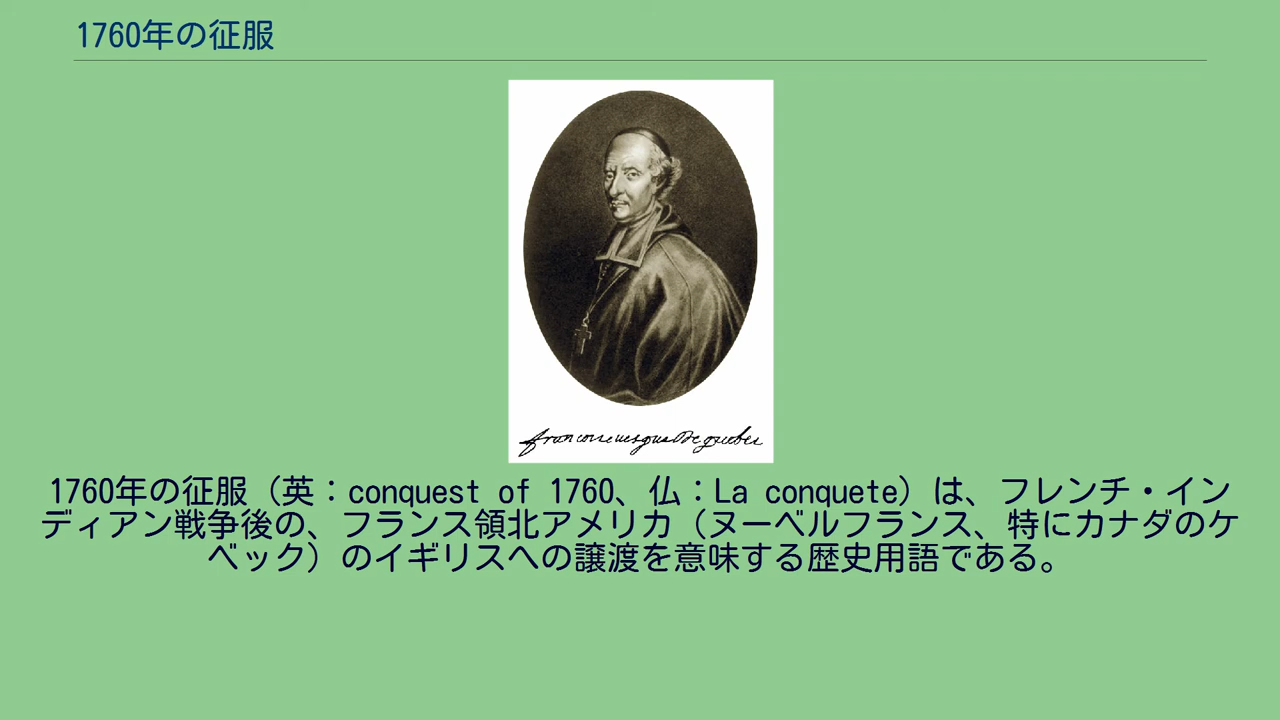 1760年の征服
francois evesque de quebec
1760年の征服（英：conquest of 1760、仏：La conquete）は、フレンチ・イン
ディアン戦争後の、フランス領北アメリカ（ヌーベルフランス、特にカナダのケ
ベック）のイギリスへの譲渡を意味する歴史用語である。